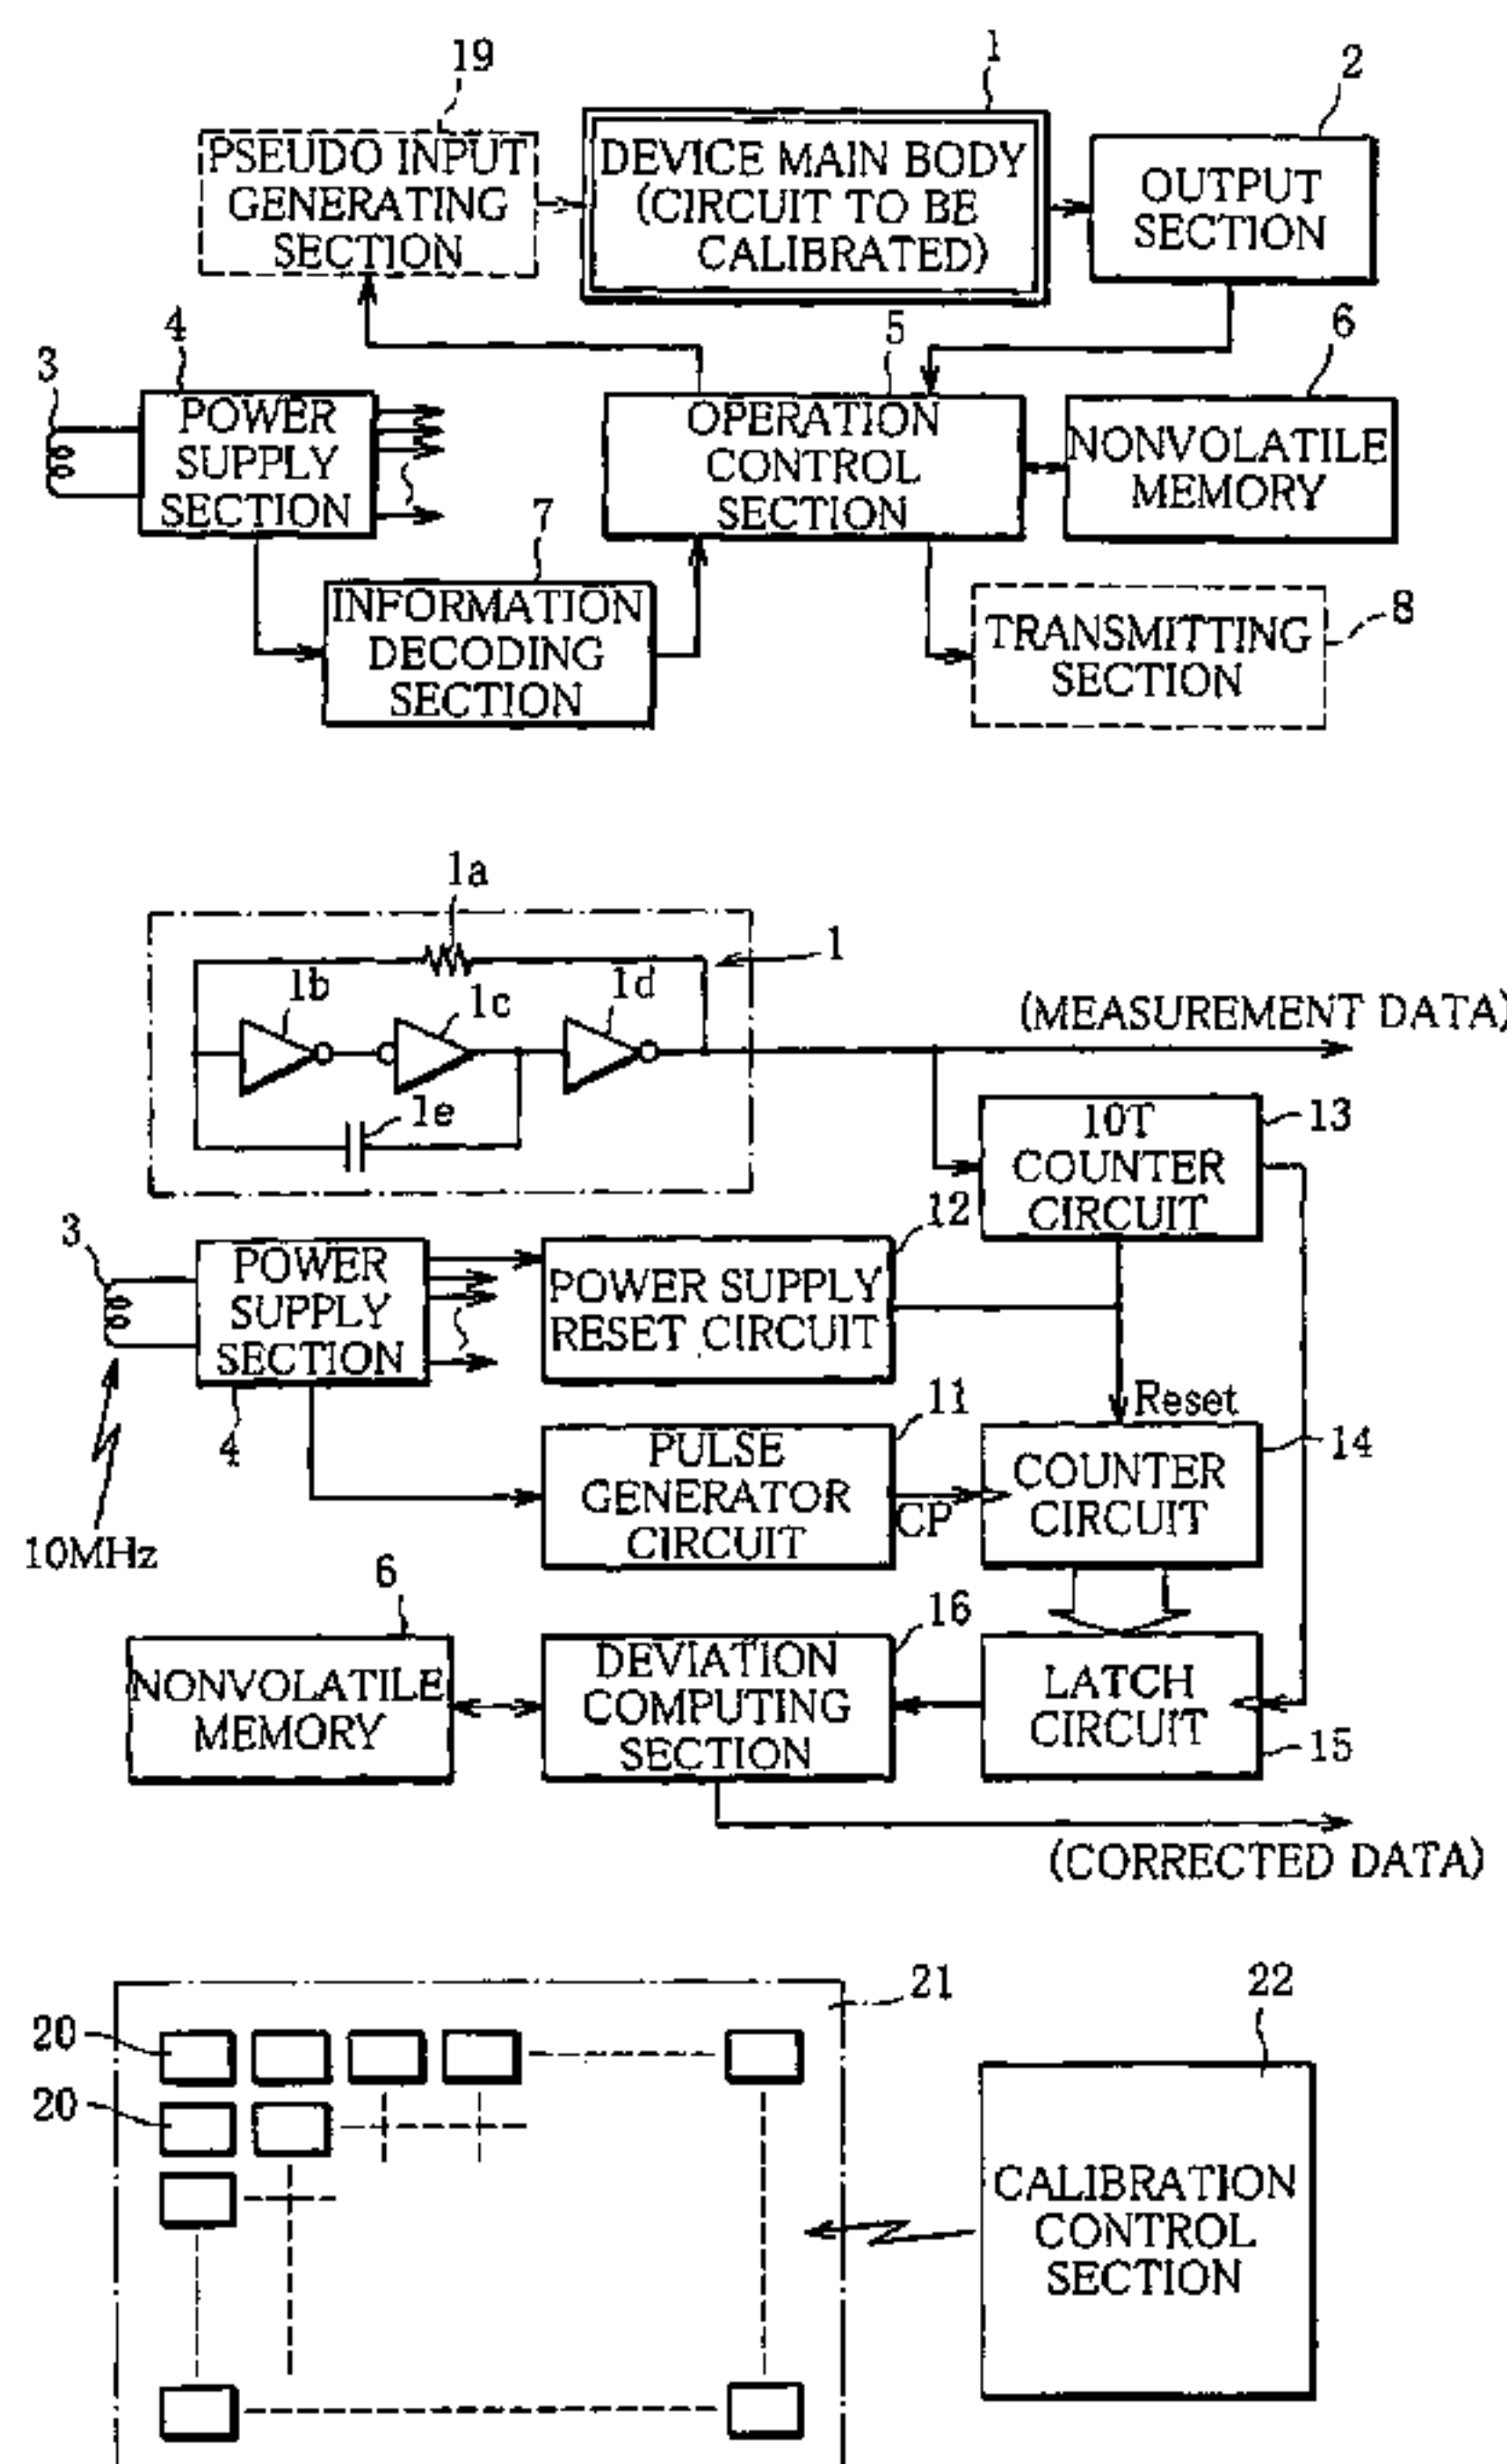 19
1
2
PSEUDO INPUT
GENERATING
SECTION
DEVICE MAIN BODY
(CIRCUIT TO BE
CALIBRATED)
OUTPUT
SECTION
3
4
5
6
POWER
SUPPLY
SECTION
OPERATION
CONTROL
SECTION
NONVOLATILE
MEMORY
7
INFORMATION
DECODING
SECTION
TRANSMITTING
SECTION
8
1a
1
1b
1c
1d
1e
(MEASUREMENT DATA)
10T
COUNTER
CIRCUIT
13
12
3
POWER
SUPPLY
SECTION
4
POWER SUPPLY
RESET CIRCUIT
Reset
11
PULSE
GENERATOR
CIRCUIT
CP
COUNTER
CIRCUIT
14
10MHz
6
NONVOLATILE
MEMORY
16
DEVIATION
COMPUTING
SECTION
LATCH
CIRCUIT
15
(CORRECTED DATA)
21
22
20
20
CALIBRATION
CONTROL
SECTION